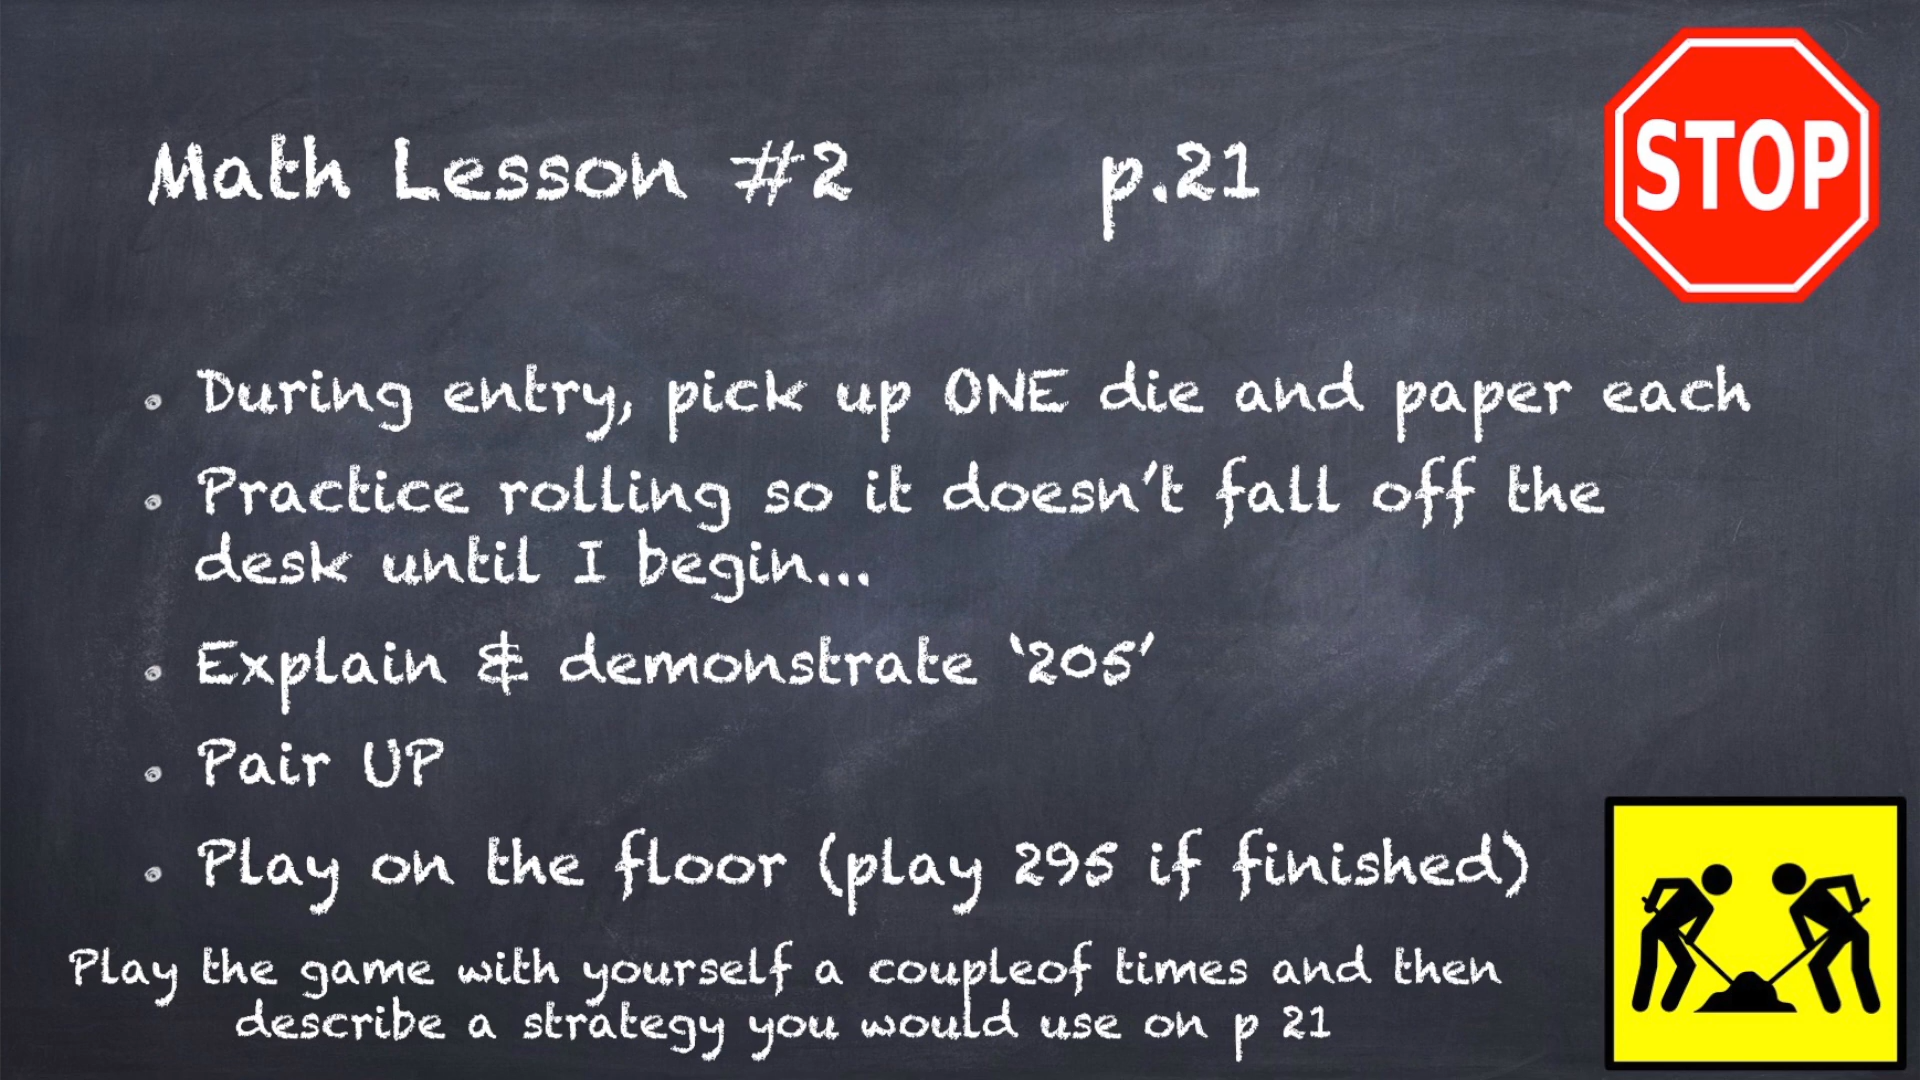 Math Lesson #2 p.21
STOP
• During entry, pick up ONE die and paper each
• Practice rolling so it doesn’t fall off the
desk until I begin...
• Explain & demonstrate ‘205’
• Pair UP
• Play on the floor (play 295 if finished)
Play the game with yourself a coupleof times and then
describe a strategy you would use on p 21